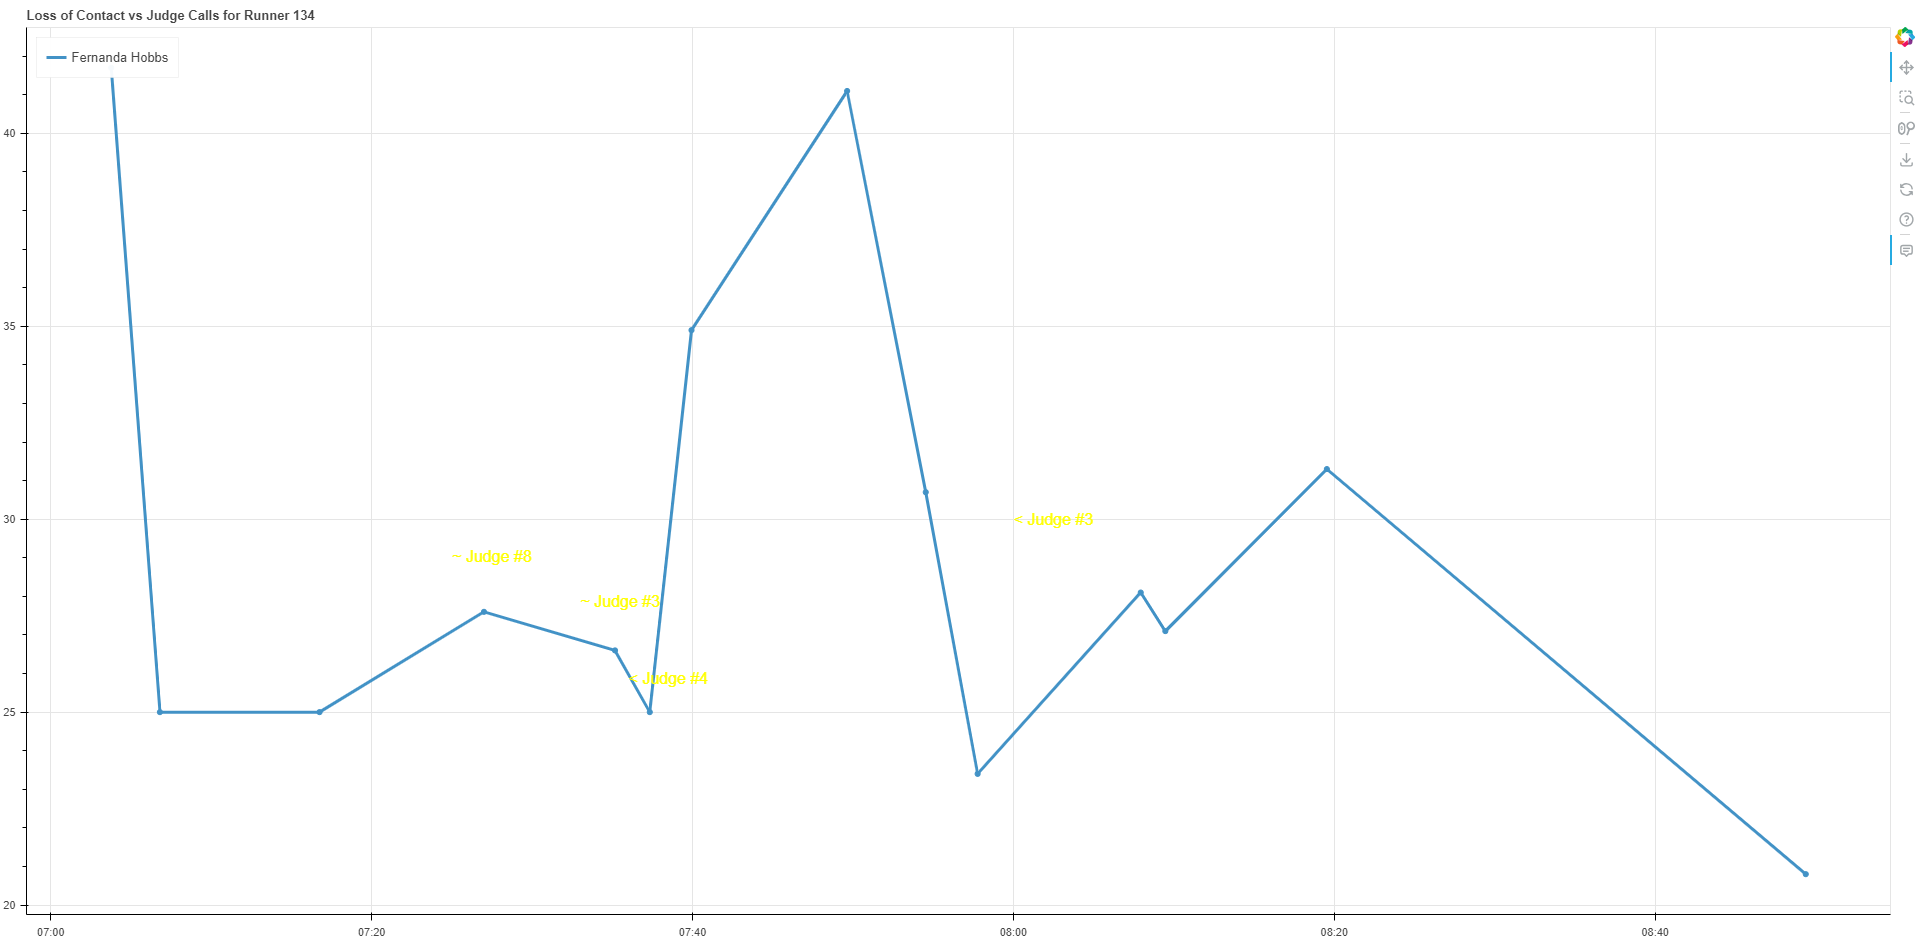 Loss of Contact vs Judge Calls for Runner 134
Fernanda Hobbs
40
35
30
25
20
~ Judge #8
~ Judge #3
< Judge #4
< Judge #3
07:00
07:20
07:40
08:00
08:20
08:40